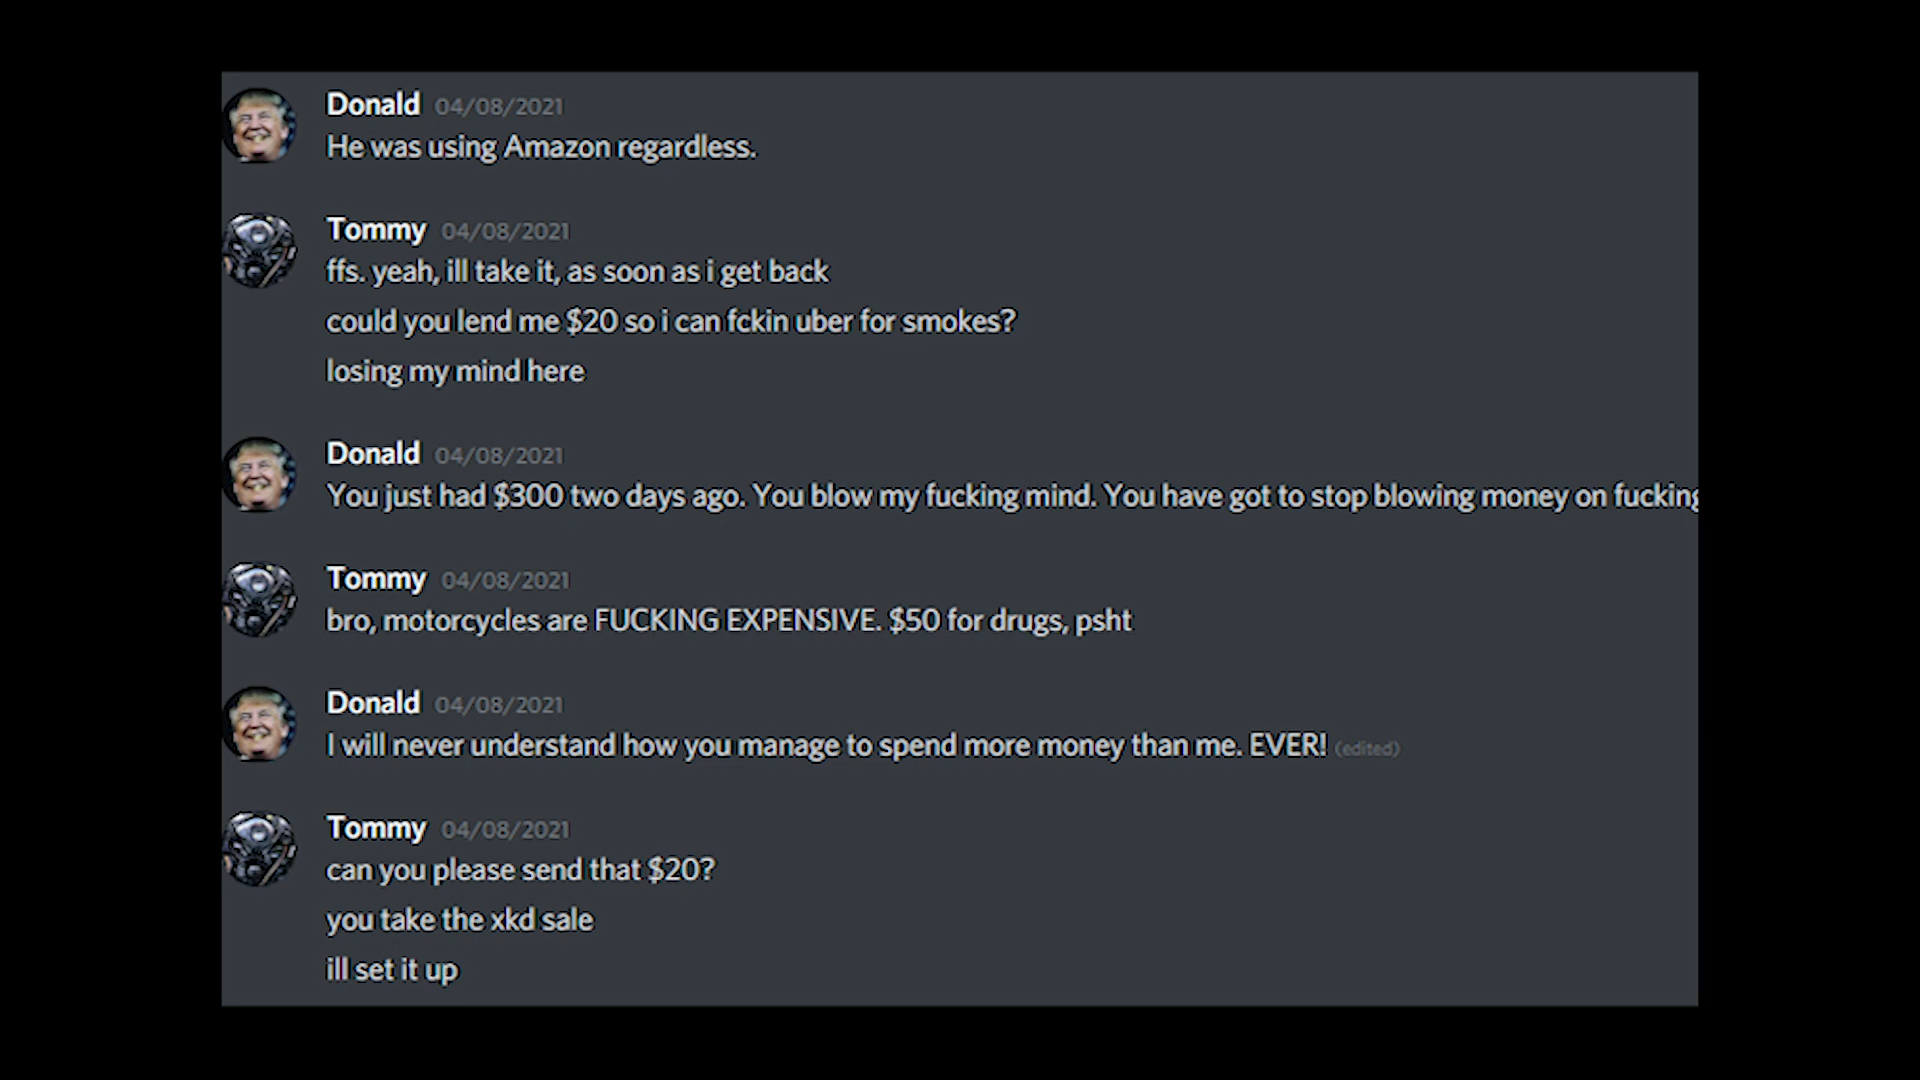 Donald 04/08/2021
He was using Amazon regardless.
Tommy 04/08/2021
ffs. yeah, ill take it, as soon as i get back
could you lend me $20 so i can fckin uber for smokes?
losing my mind here
Donald 04/08/2021
You just had $300 two days ago. You blow my fucking mind. You have got to stop blowing money on fucking
Tommy 04/08/2021
bro, motorcycles are FUCKING EXPENSIVE. $50 for drugs, psht
Donald 04/08/2021
I will never understand how you manage to spend more money than me. EVER! (edited)
Tommy 04/08/2021
can you please send that $20?
you take the xkd sale
ill set it up